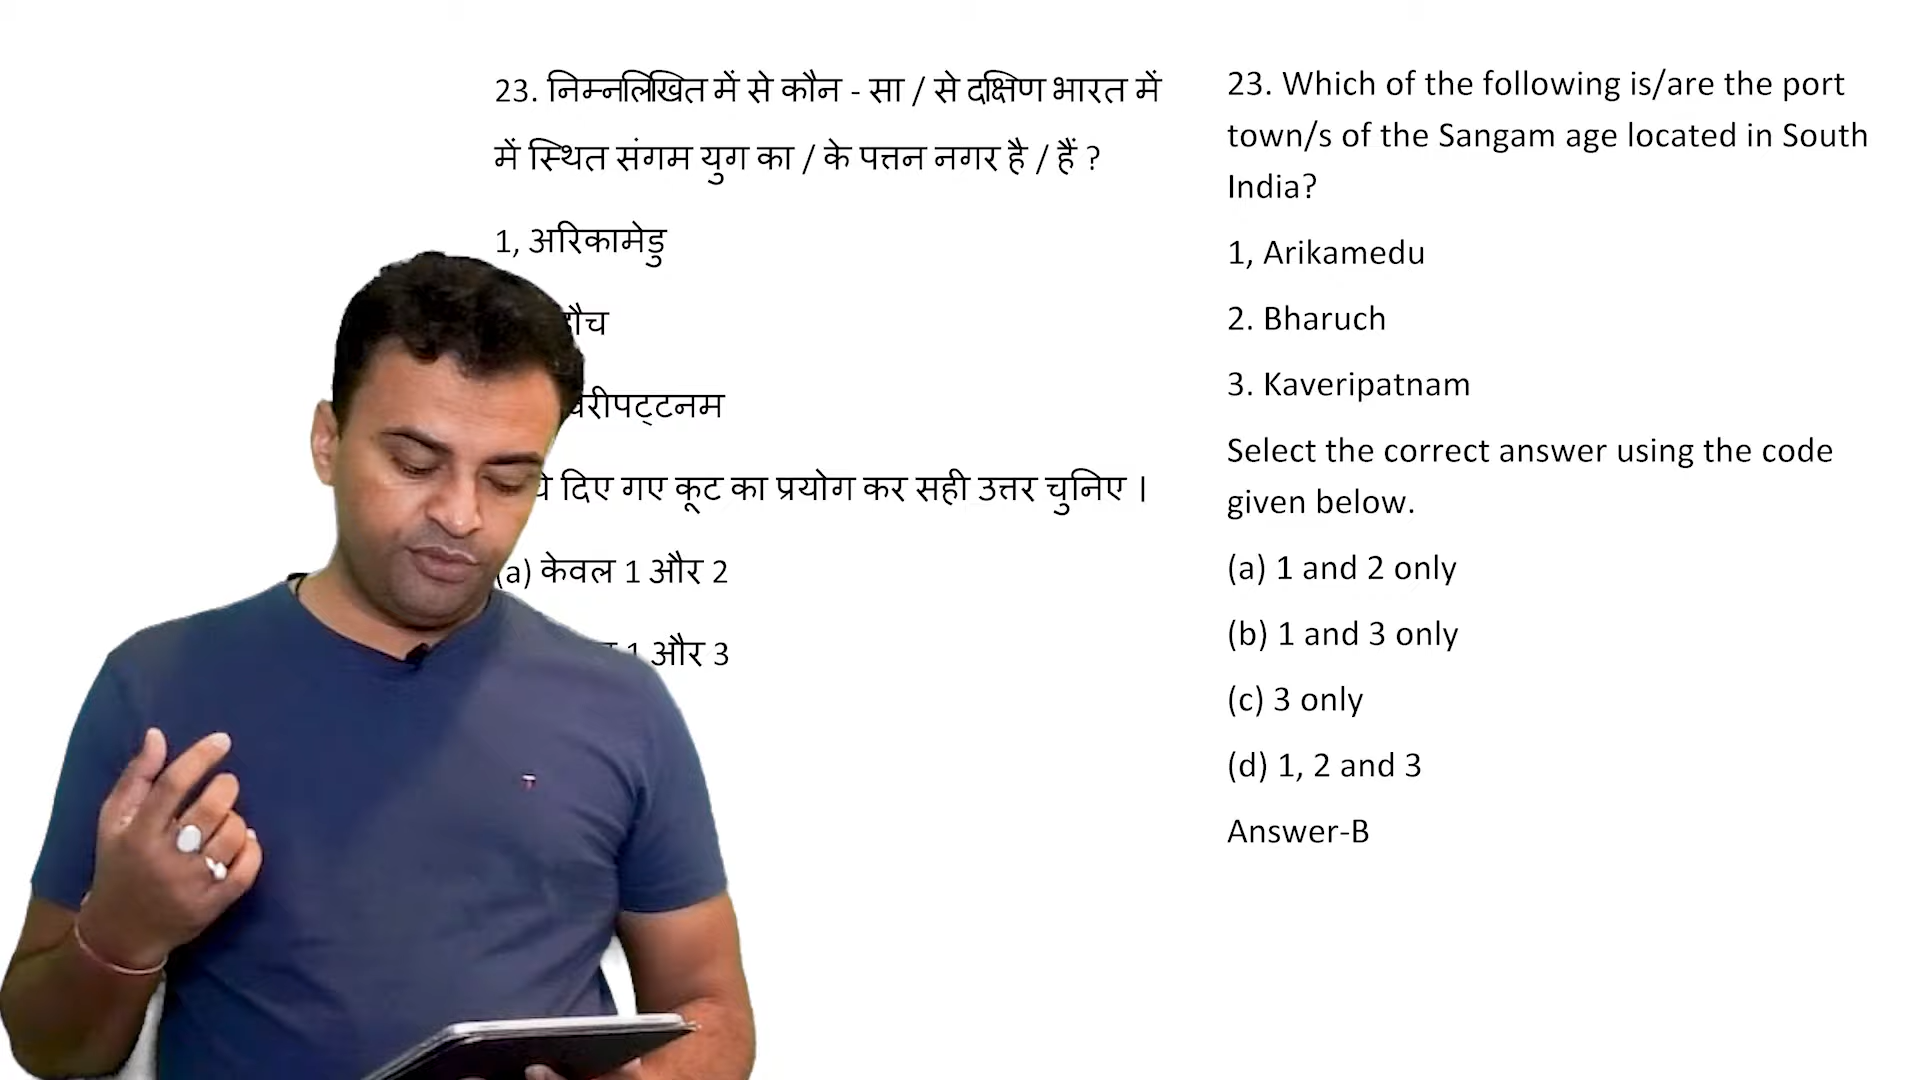 23. निम्नलिखित में से कौन - सा / से दक्षिण भारत में
में स्थित संगम युग का / के पत्तन नगर है / हैं ?
1, अरिकामेडु
दिए गए कूट का प्रयोग कर सही उत्तर चुनिए ।
(a) केवल 1 और 2
1 और 3
23. Which of the following is/are the port
town/s of the Sangam age located in South
India?
1, Arikamedu
2. Bharuch
3. Kaveripatnam
Select the correct answer using the code
given below.
(a) 1 and 2 only
(b) 1 and 3 only
(c) 3 only
(d) 1, 2 and 3
Answer-B